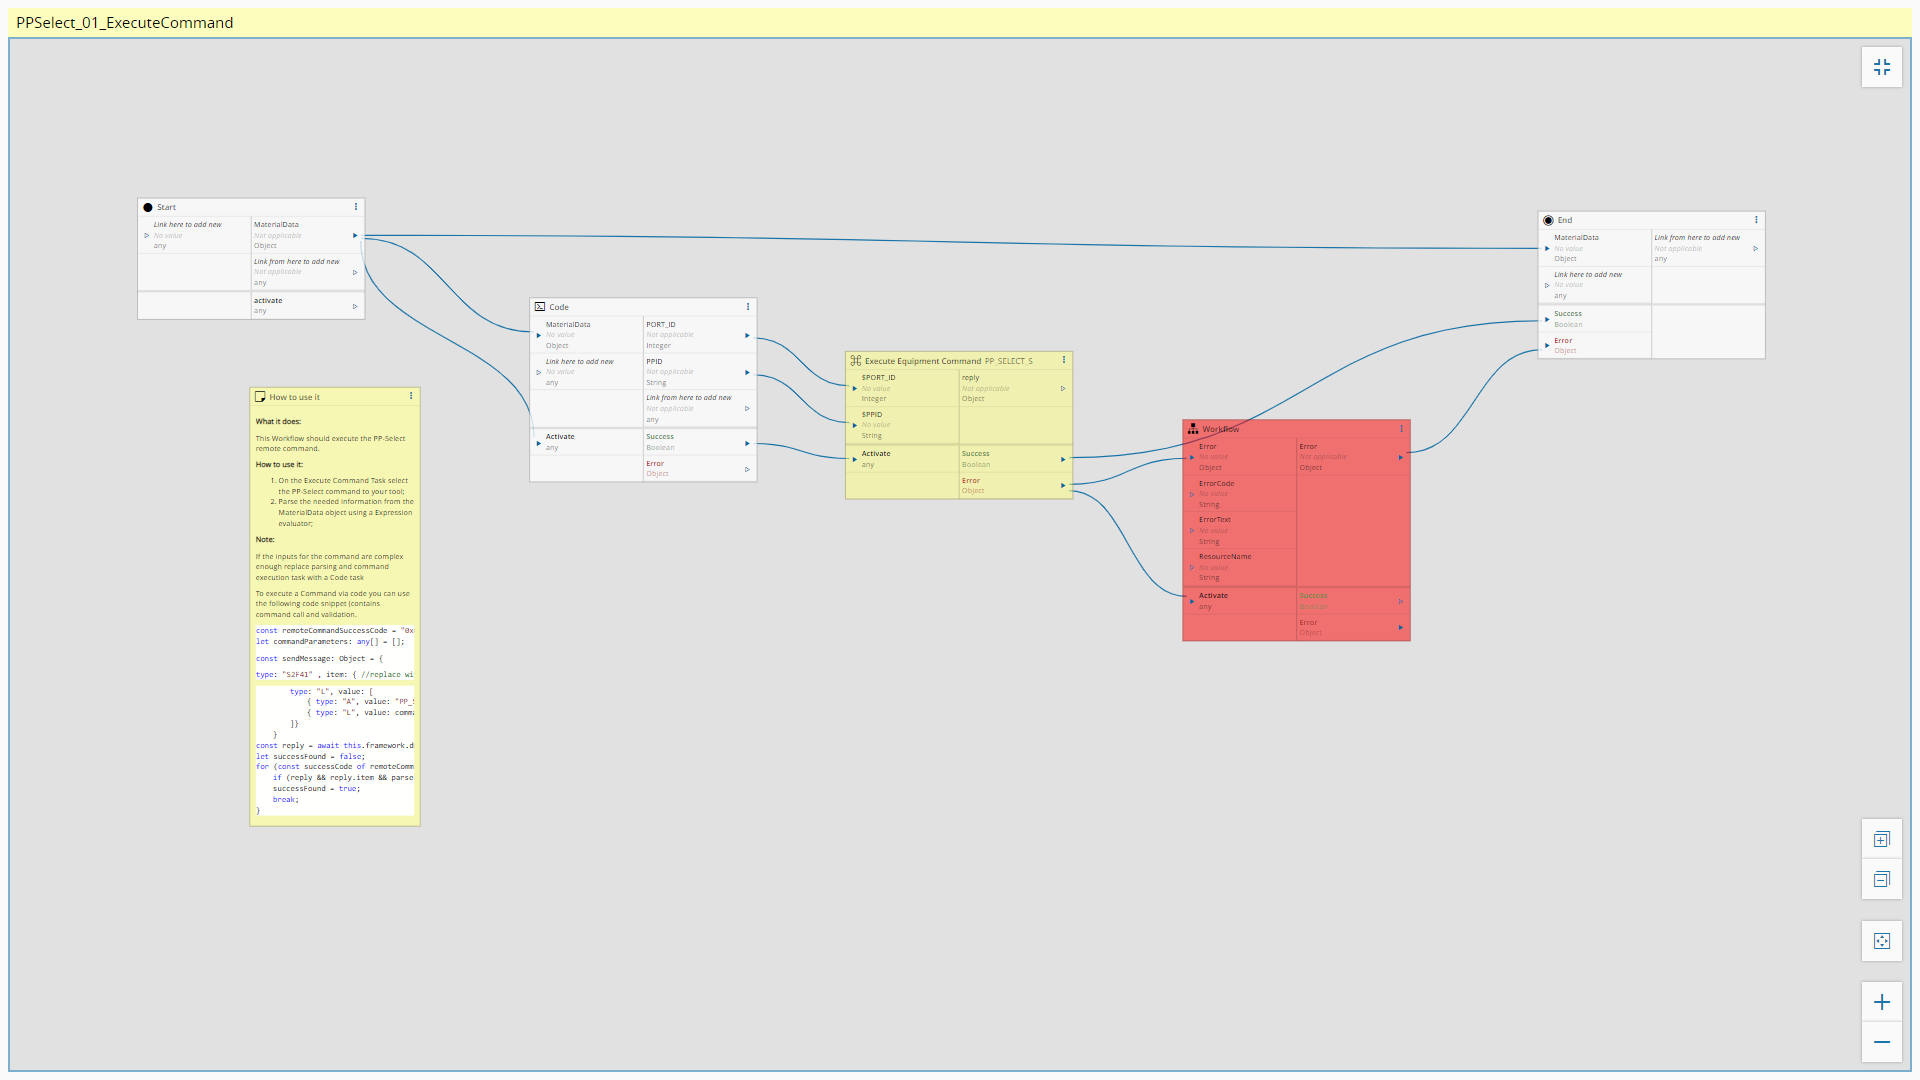 PPSelect_01_ExecuteCommand
Start
Link here to add new
No value
any
MaterialData
Not applicable
Object
Link from here to add new
Not applicable
any
activate
any
How to use it
What it does:
This Workflow should execute the PP-Select
remote command.
How to use it:
1. On the Execute Command Task select
the PP-Select command to your tool;
2. Parse the needed information from the
MaterialData object using a Expression
evaluator;
Note:
If the inputs for the command are complex
enough replace parsing and command
execution task with a Code task
To execute a Command via code you can use
the following code snippet (contains
command call and validation.
const remoteCommandSuccessCode = "0x
let commandParameters: any[] = [];
const sendMessage: Object = {
type: "S2F41" , item: { //replace wi
type: "L", value: [
{ type: "A", value: "PP_S
{ type: "L", value: comma
]}
}
const reply = await this.framework.d
let successFound = false;
for (const successCode of remoteComm
if (reply && reply.item && parse
successFound = true;
break;
}
Code
MaterialData
No value
Object
Link here to add new
No value
any
PORT_ID
Not applicable
Integer
PPID
Not applicable
String
Link from here to add new
Not applicable
any
Activate
any
Success
Boolean
Error
Object
Execute Equipment Command PP_SELECT_S
$PORT_ID
No value
Integer
$PPID
No value
String
reply
Not applicable
Object
Activate
any
Success
Boolean
Error
Object
Workflow
Error
No value
Object
ErrorCode
No value
String
ErrorText
No value
String
ResourceName
No value
String
Error
Not applicable
Object
Activate
any
Success
Boolean
Error
Object
End
MaterialData
No value
Object
Link here to add new
No value
any
Link from here to add new
Not applicable
any
Success
Boolean
Error
Object